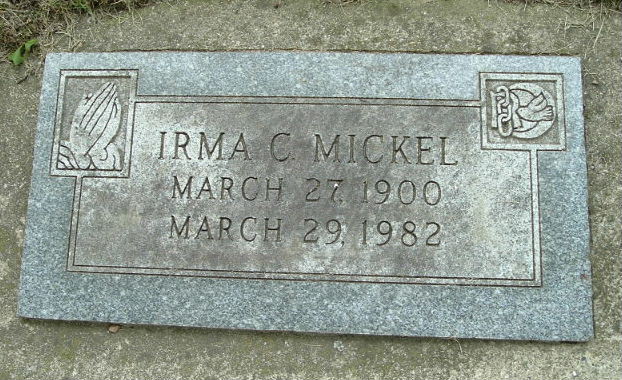 IRMA C. MICKEL
MARCH 27, 1900
MARCH 29, 1982